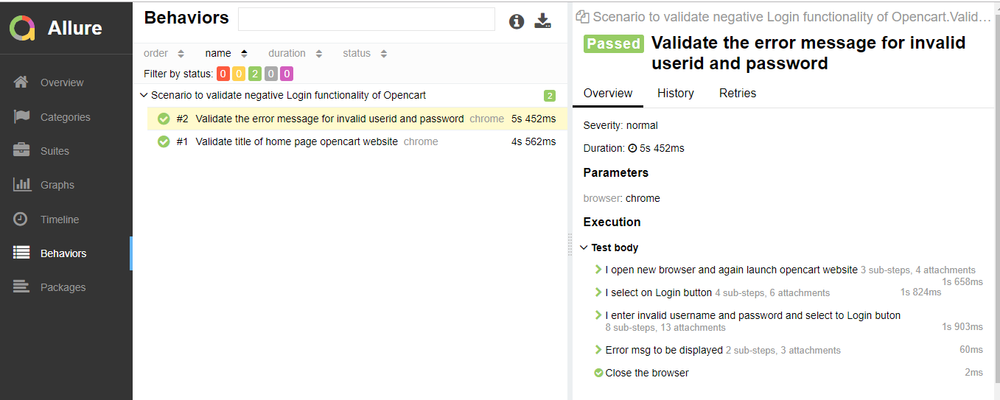 Allure
Overview
Categories
Suites
Graphs
Timeline
Behaviors
Packages
Behaviors
order name duration status
Filter by status: 0 0 2 0 0
Scenario to validate negative Login functionality of Opencart 2
#2 Validate the error message for invalid userid and password chrome 5s 452ms
#1 Validate title of home page opencart website chrome 4s 562ms
Scenario to validate negative Login functionality of Opencart.Valid…
Passed Validate the error message for invalid
userid and password
Overview History Retries
Severity: normal
Duration: 5s 452ms
Parameters
browser: chrome
Execution
Test body
I open new browser and again launch opencart website 3 sub-steps, 4 attachments
1s 658ms
I select on Login button 4 sub-steps, 6 attachments 1s 824ms
I enter invalid username and password and select to Login buton
8 sub-steps, 13 attachments 1s 903ms
Error msg to be displayed 2 sub-steps, 3 attachments 60ms
Close the browser 2ms